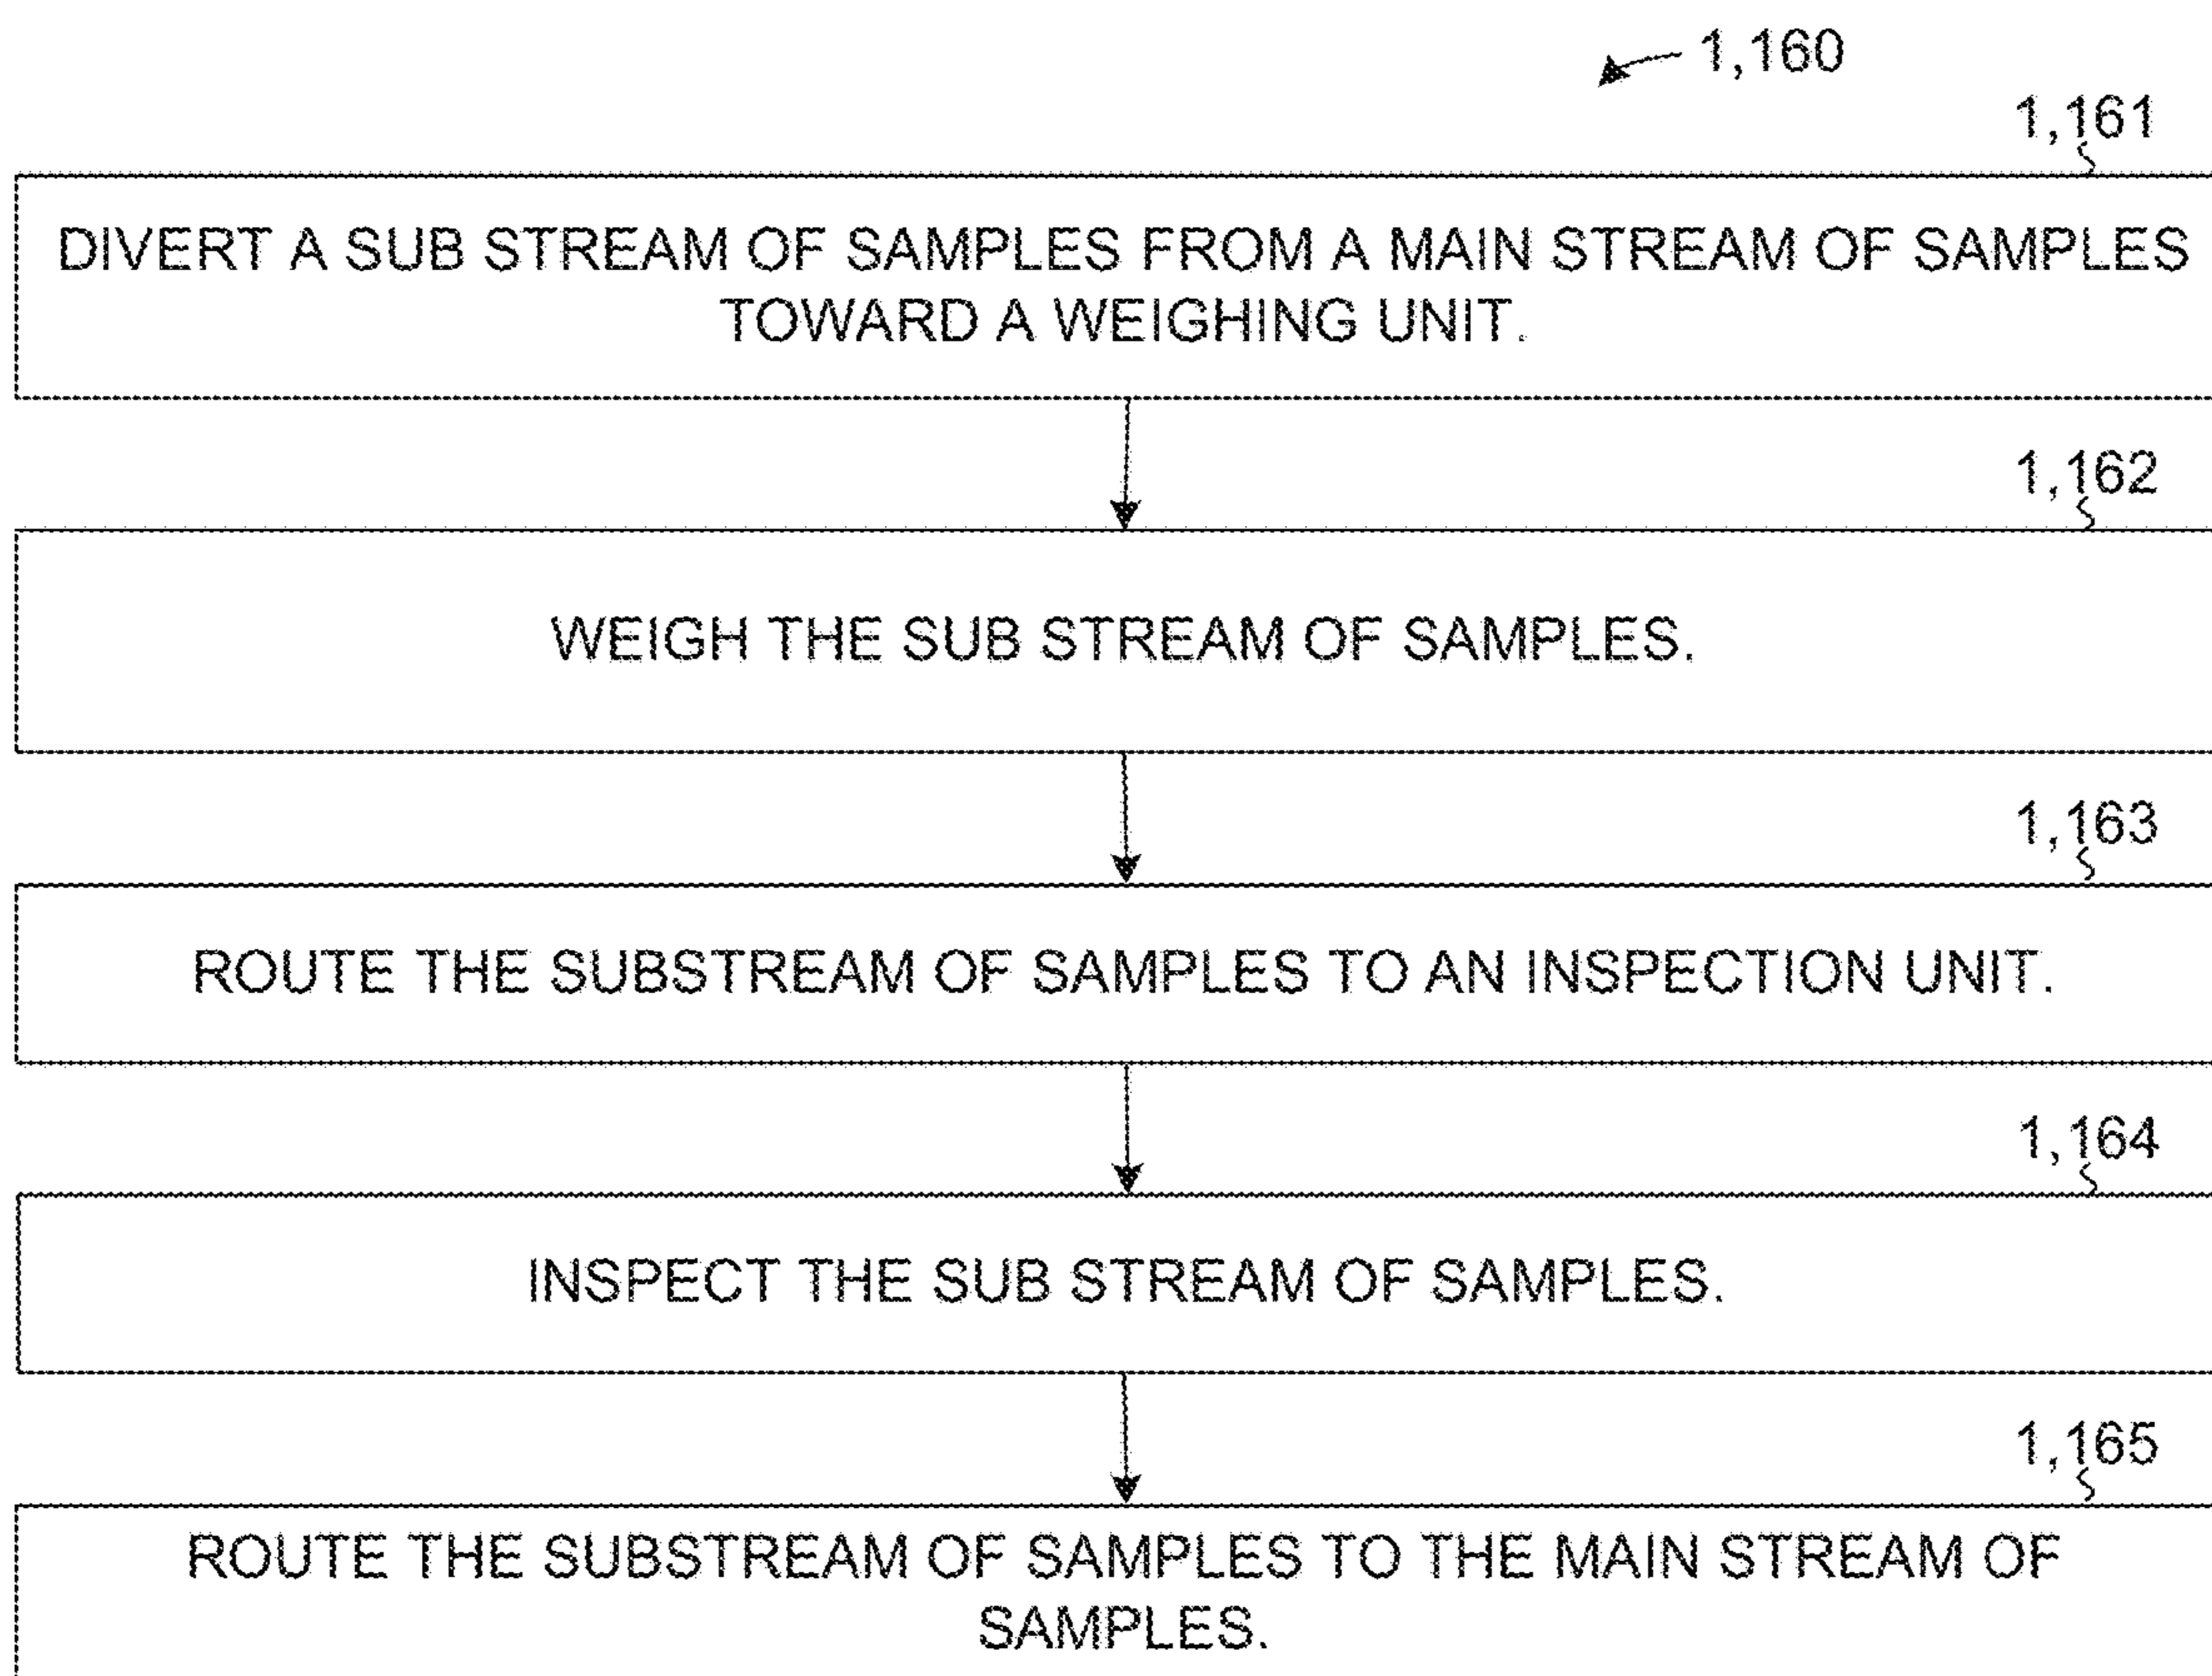 1,160
1,161
DIVERT A SUB STREAM OF SAMPLES FROM A MAIN STREAM OF SAMPLES
TOWARD A WEIGHING UNIT.
1,162
WEIGH THE SUB STREAM OF SAMPLES.
1,163
ROUTE THE SUBSTREAM OF SAMPLES TO AN INSPECTION UNIT.
1,164
INSPECT THE SUB STREAM OF SAMPLES.
1,165
ROUTE THE SUBSTREAM OF SAMPLES TO THE MAIN STREAM OF
SAMPLES.